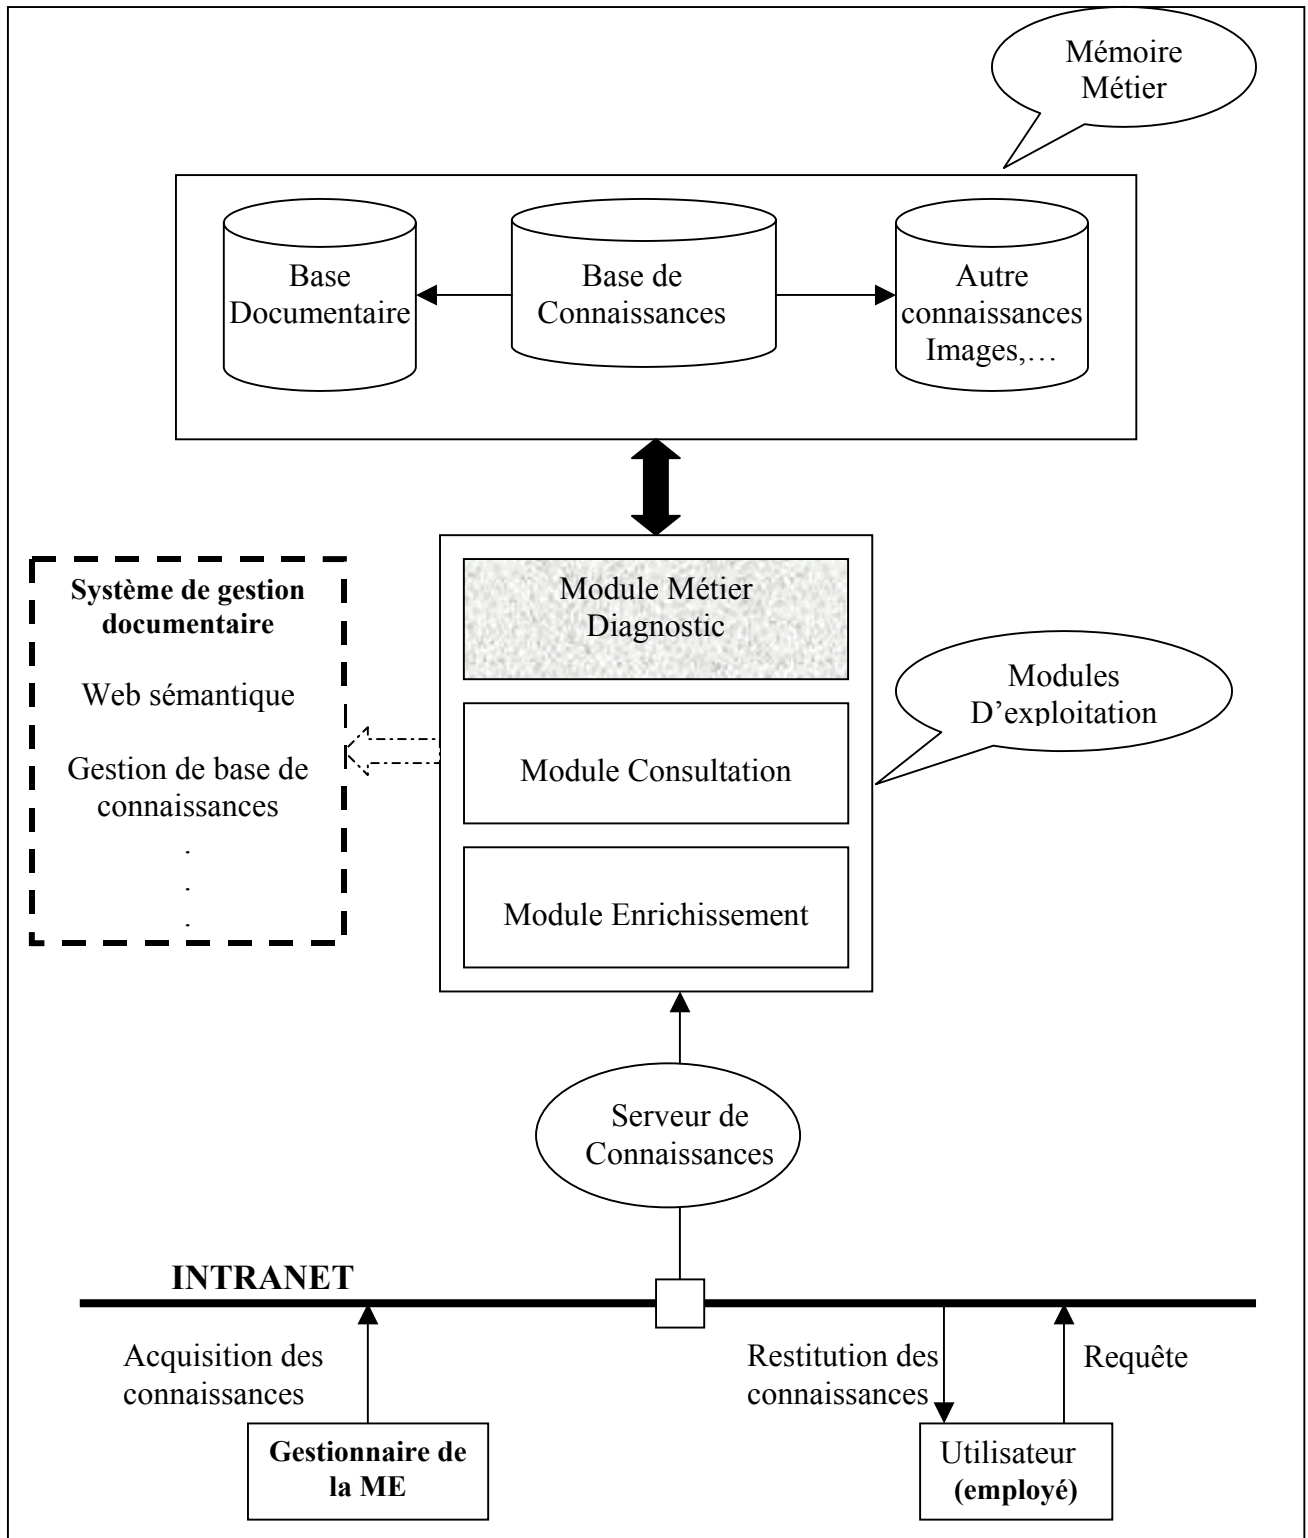 Mémoire
Métier
Base
Documentaire
Base de
Connaissances
Autre
connaissances
Images,…
Module Métier
Diagnostic
Système de gestion
documentaire
Web sémantique
Gestion de base de
connaissances
.
.
.
Modules
D’exploitation
Module Consultation
Module Enrichissement
Serveur de
Connaissances
INTRANET
Acquisition des
connaissances
Restitution des
connaissances
Requête
Gestionnaire de
la ME
Utilisateur
(employé)